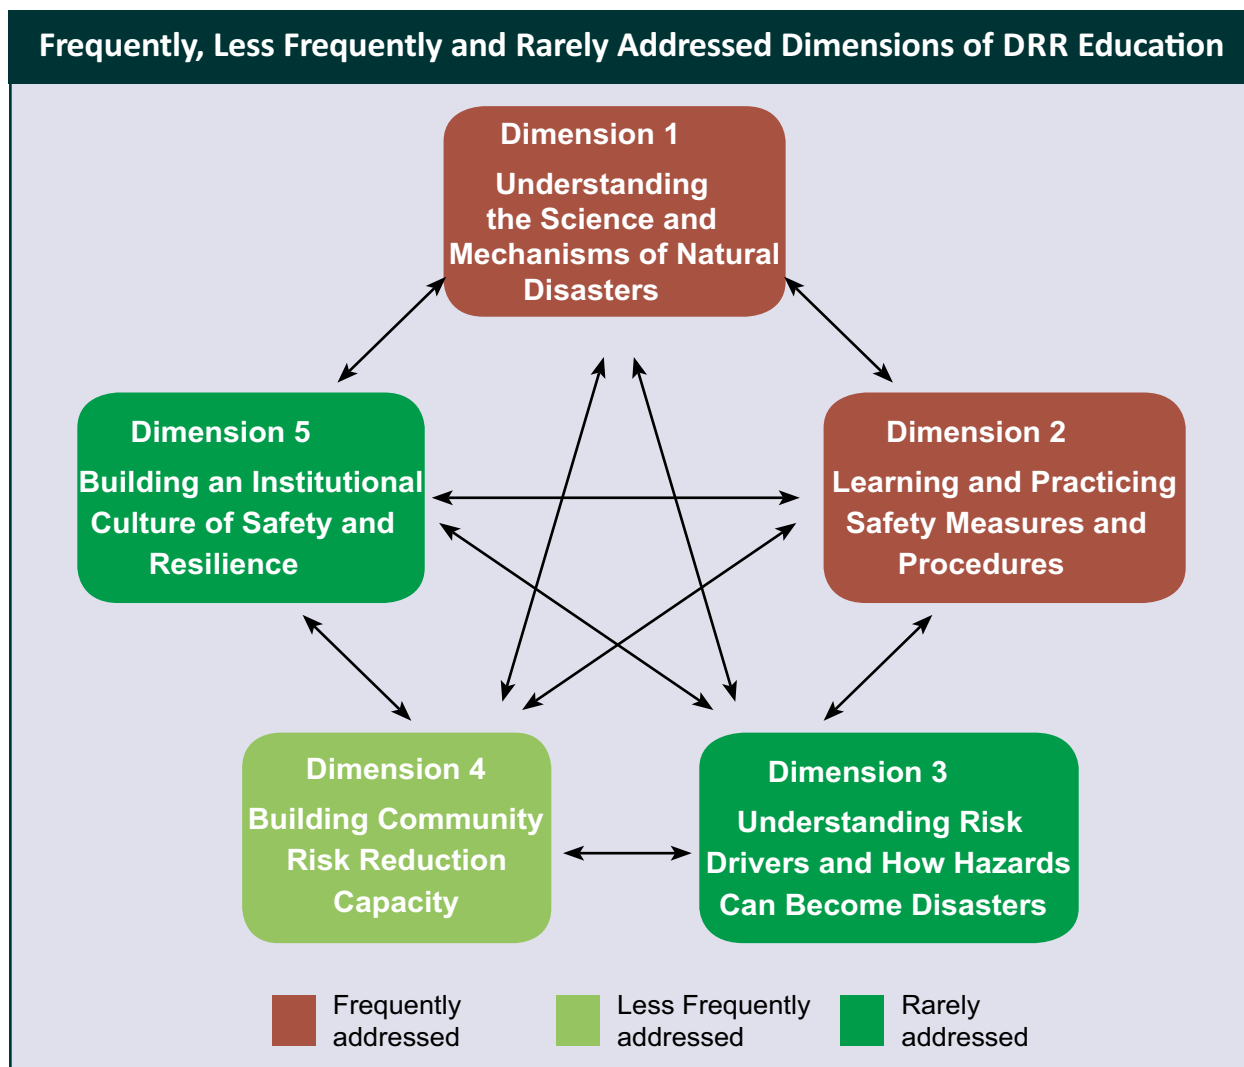 Frequently, Less Frequently and Rarely Addressed Dimensions of DRR Education
Dimension 1
Understanding
the Science and
Mechanisms of Natural
Disasters
Dimension 5
Building an Institutional
Culture of Safety and
Resilience
Dimension 2
Learning and Practicing
Safety Measures and
Procedures
Dimension 4
Building Community
Risk Reduction
Capacity
Dimension 3
Understanding Risk
Drivers and How Hazards
Can Become Disasters
Frequently
addressed
Less Frequently
addressed
Rarely
addressed